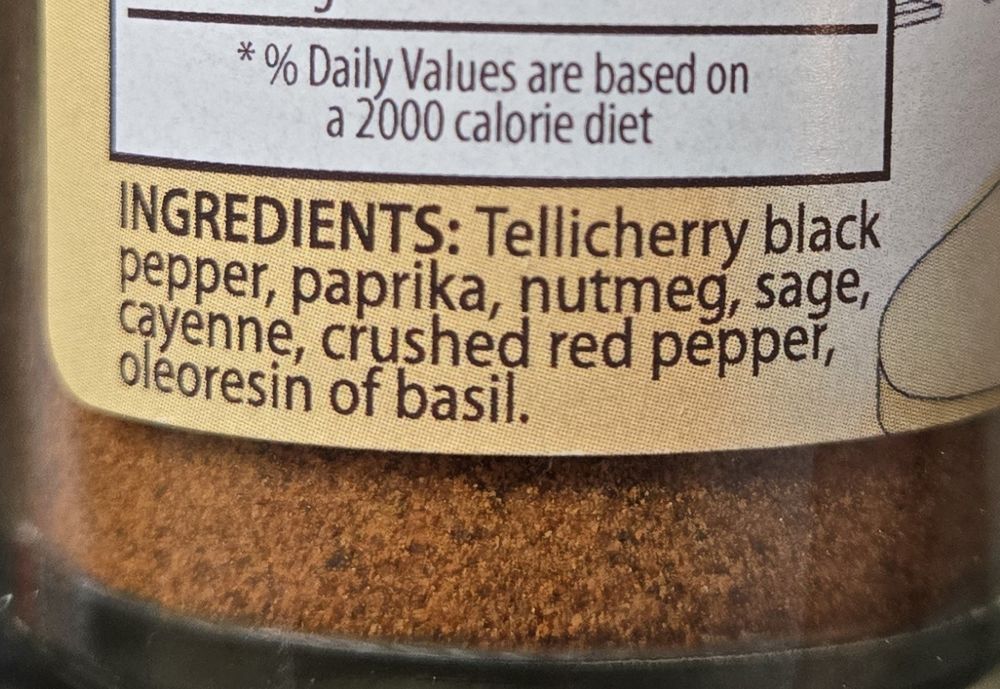 * % Daily Values are based on
a 2000 calorie diet
INGREDIENTS: Tellicherry black
pepper, paprika, nutmeg, sage,
cayenne, crushed red pepper,
oleoresin of basil.